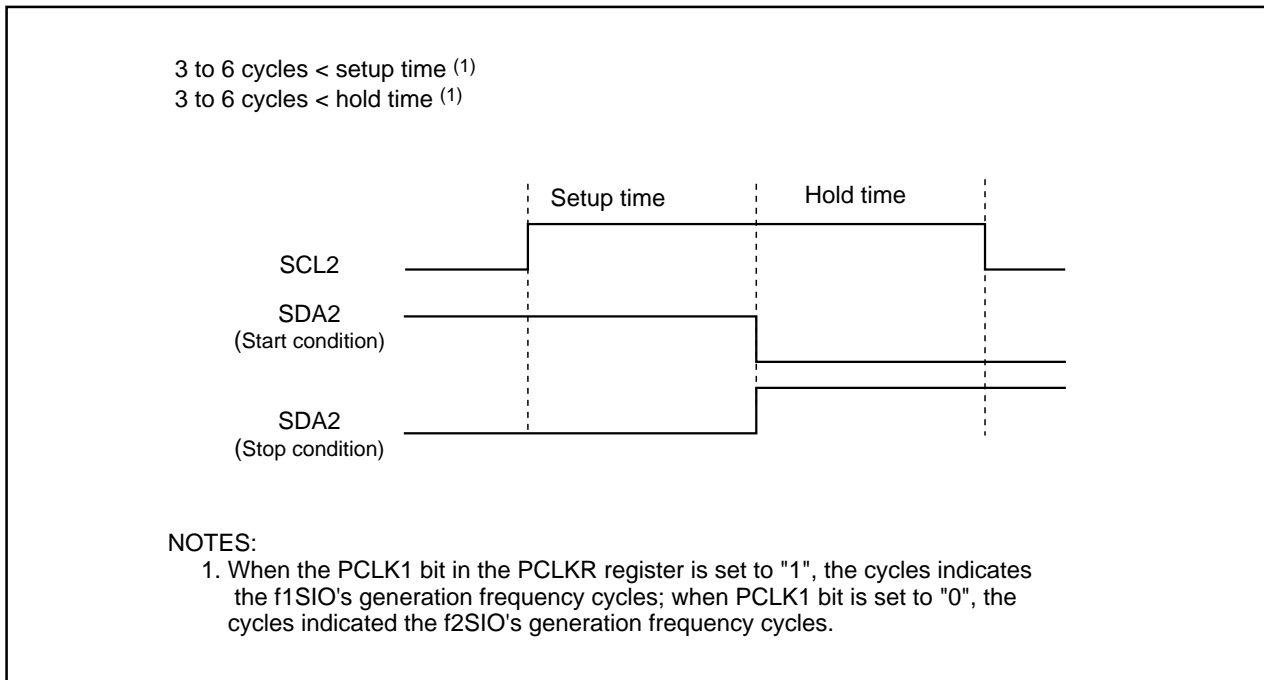 3 to 6 cycles < setup time (1)
3 to 6 cycles < hold time (1)
Setup time
Hold time
SCL2
SDA2
(Start condition)
SDA2
(Stop condition)
NOTES:
1. When the PCLK1 bit in the PCLKR register is set to "1", the cycles indicates
the f1SIO's generation frequency cycles; when PCLK1 bit is set to "0", the
cycles indicated the f2SIO's generation frequency cycles.